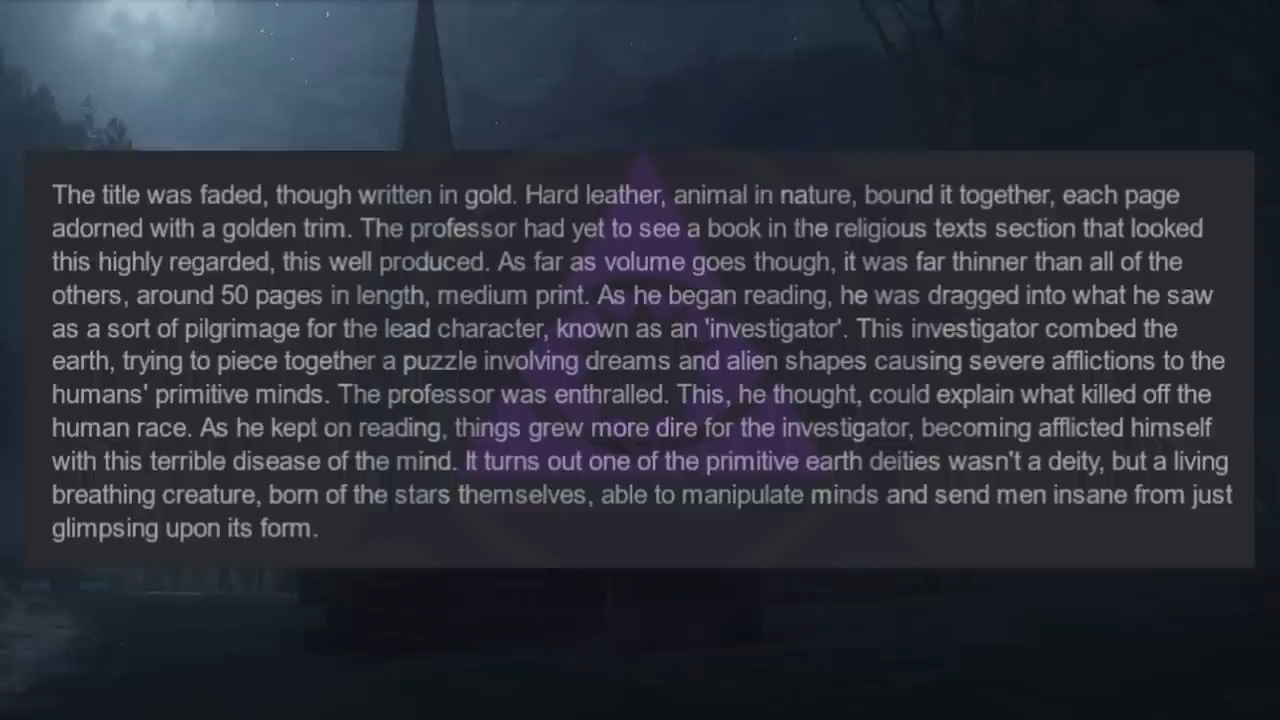 The title was faded, though written in gold. Hard leather, animal in nature, bound it together, each page
adorned with a golden trim. The professor had yet to see a book in the religious texts section that looked
this highly regarded, this well produced. As far as volume goes though, it was far thinner than all of the
others, around 50 pages in length, medium print. As he began reading, he was dragged into what he saw
as a sort of pilgrimage for the lead character, known as an 'investigator'. This investigator combed the
earth, trying to piece together a puzzle involving dreams and alien shapes causing severe afflictions to the
humans' primitive minds. The professor was enthralled. This, he thought, could explain what killed off the
human race. As he kept on reading, things grew more dire for the investigator, becoming afflicted himself
with this terrible disease of the mind. It turns out one of the primitive earth deities wasn't a deity, but a living
breathing creature, born of the stars themselves, able to manipulate minds and send men insane from just
glimpsing upon its form.